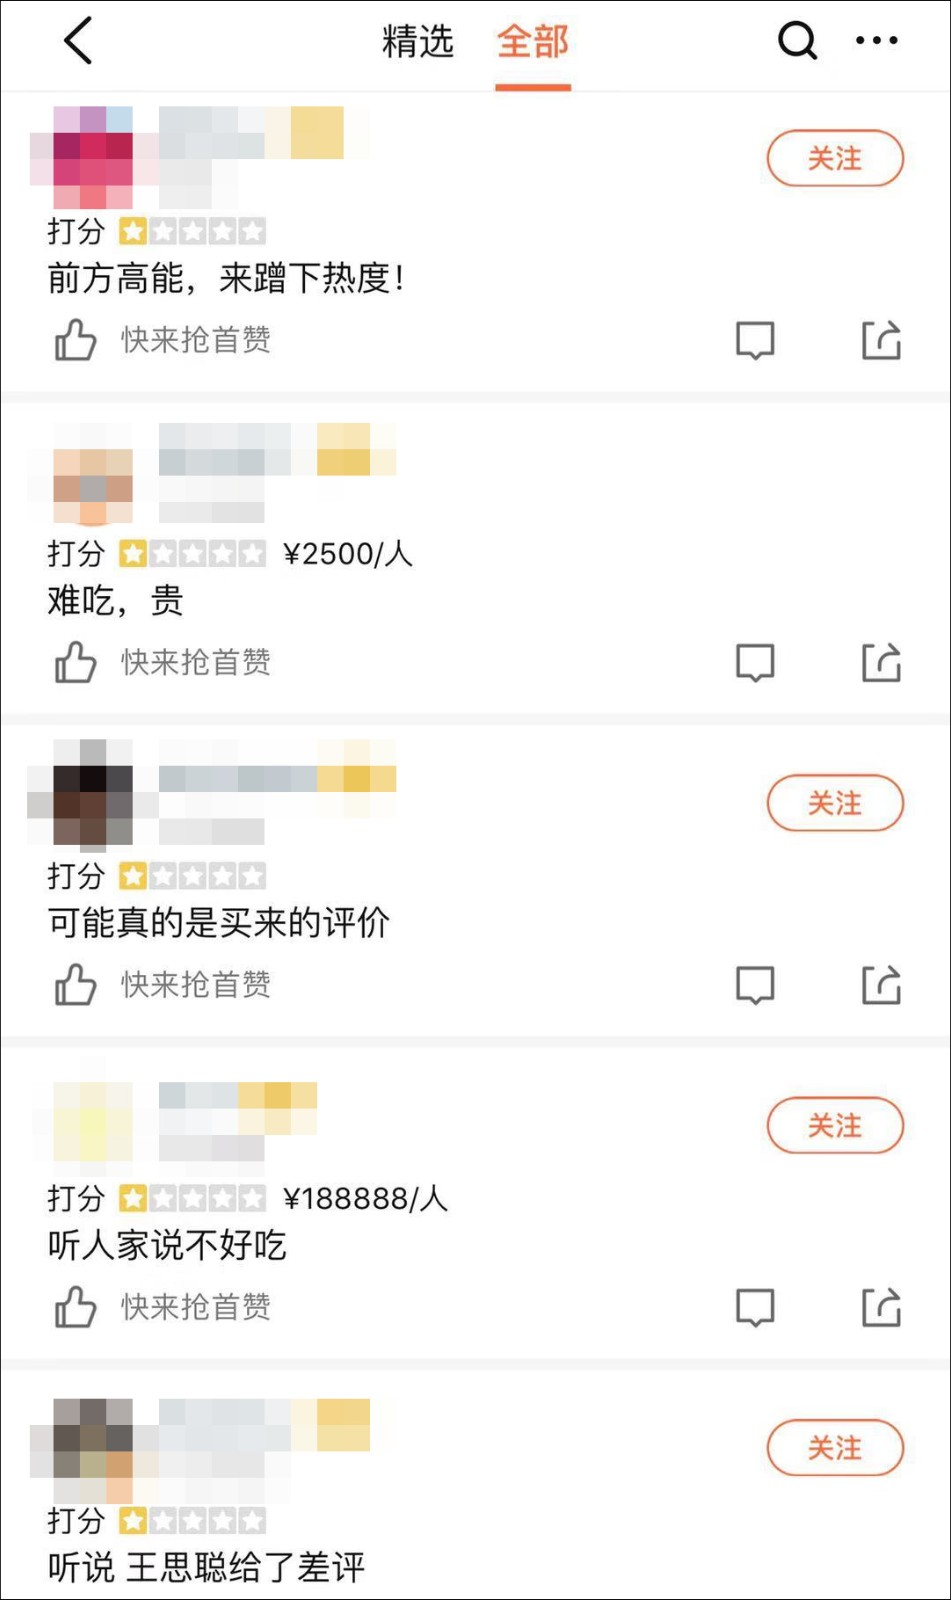 精选 全部
关注
打分
前方高能，来蹭下热度！
快来抢首赞
打分 ¥2500/人
难吃，贵
快来抢首赞
关注
打分
可能真的是买来的评价
快来抢首赞
关注
打分 ¥188888/人
听人家说不好吃
快来抢首赞
关注
打分
听说 王思聪给了差评